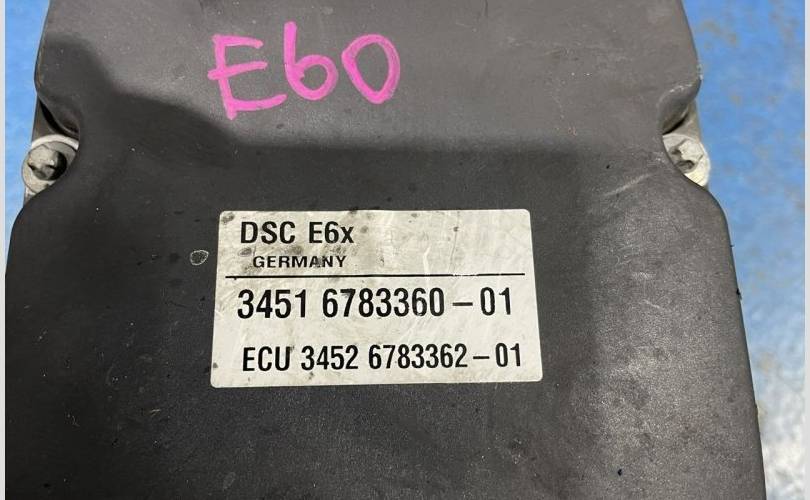 E60
DSC E6x
GERMANY
3451 6783360-01
ECU 3452 6783362-01